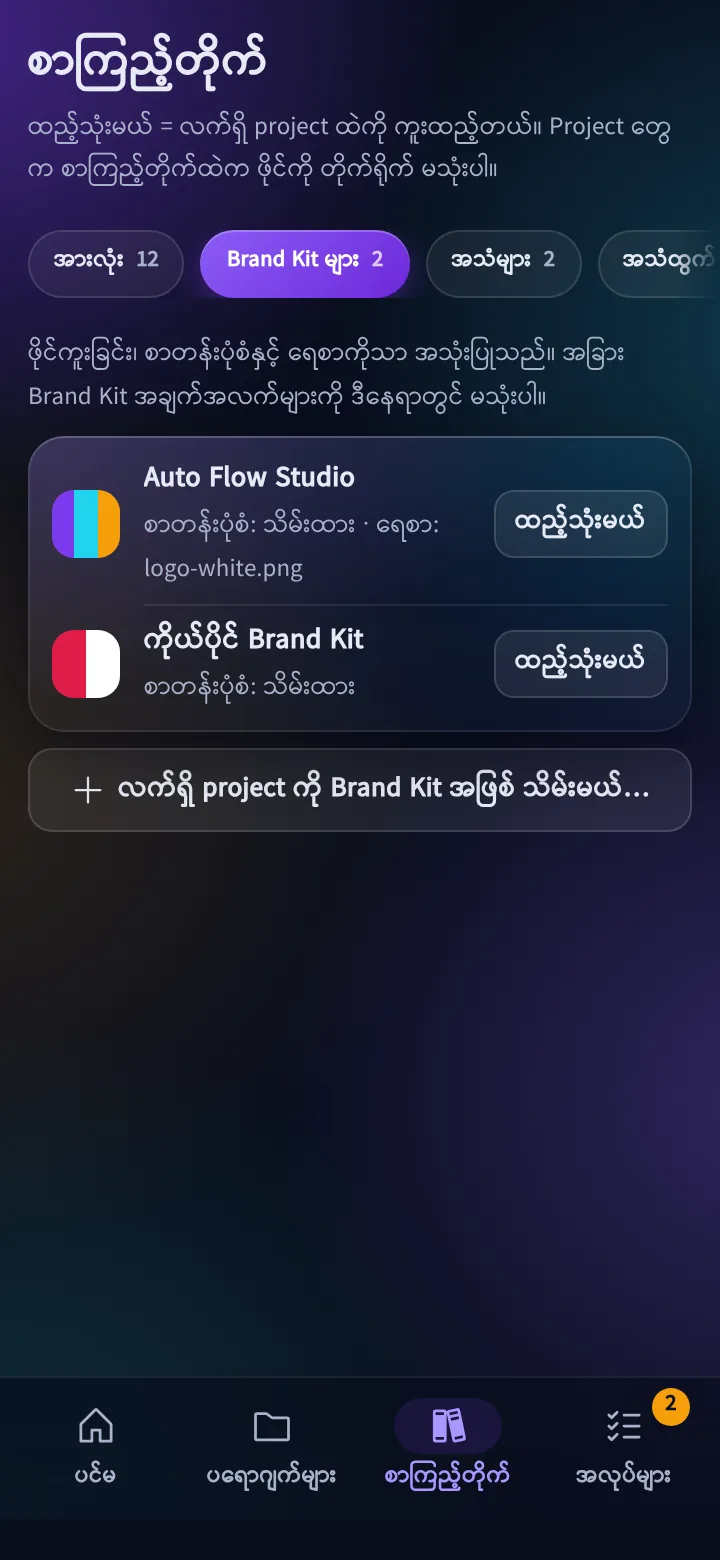 စာကြည့်တိုက်
ထည့်သုံးမယ် = လက်ရှိ project ထဲကို ကူးထည့်တယ်။ Project တွေ
က စာကြည့်တိုက်ထဲက ဖိုင်ကို တိုက်ရိုက် မသုံးပါ။
အားလုံး 12
Brand Kit များ 2
အသံများ 2
အသံထွက်
ဖိုင်ကူးခြင်း၊ စာတန်းပုံစံနှင့် ရေစာကိုသာ အသုံးပြုသည်။ အခြား
Brand Kit အချက်အလက်များကို ဒီနေရာတွင် မသုံးပါ။
Auto Flow Studio
စာတန်းပုံစံ: သိမ်းထား · ရေစာ:
logo-white.png
ထည့်သုံးမယ်
ကိုယ်ပိုင် Brand Kit
စာတန်းပုံစံ: သိမ်းထား
ထည့်သုံးမယ်
+ လက်ရှိ project ကို Brand Kit အဖြစ် သိမ်းမယ်…
ပင်မ
ပရောဂျက်များ
စာကြည့်တိုက်
2
အလုပ်များ